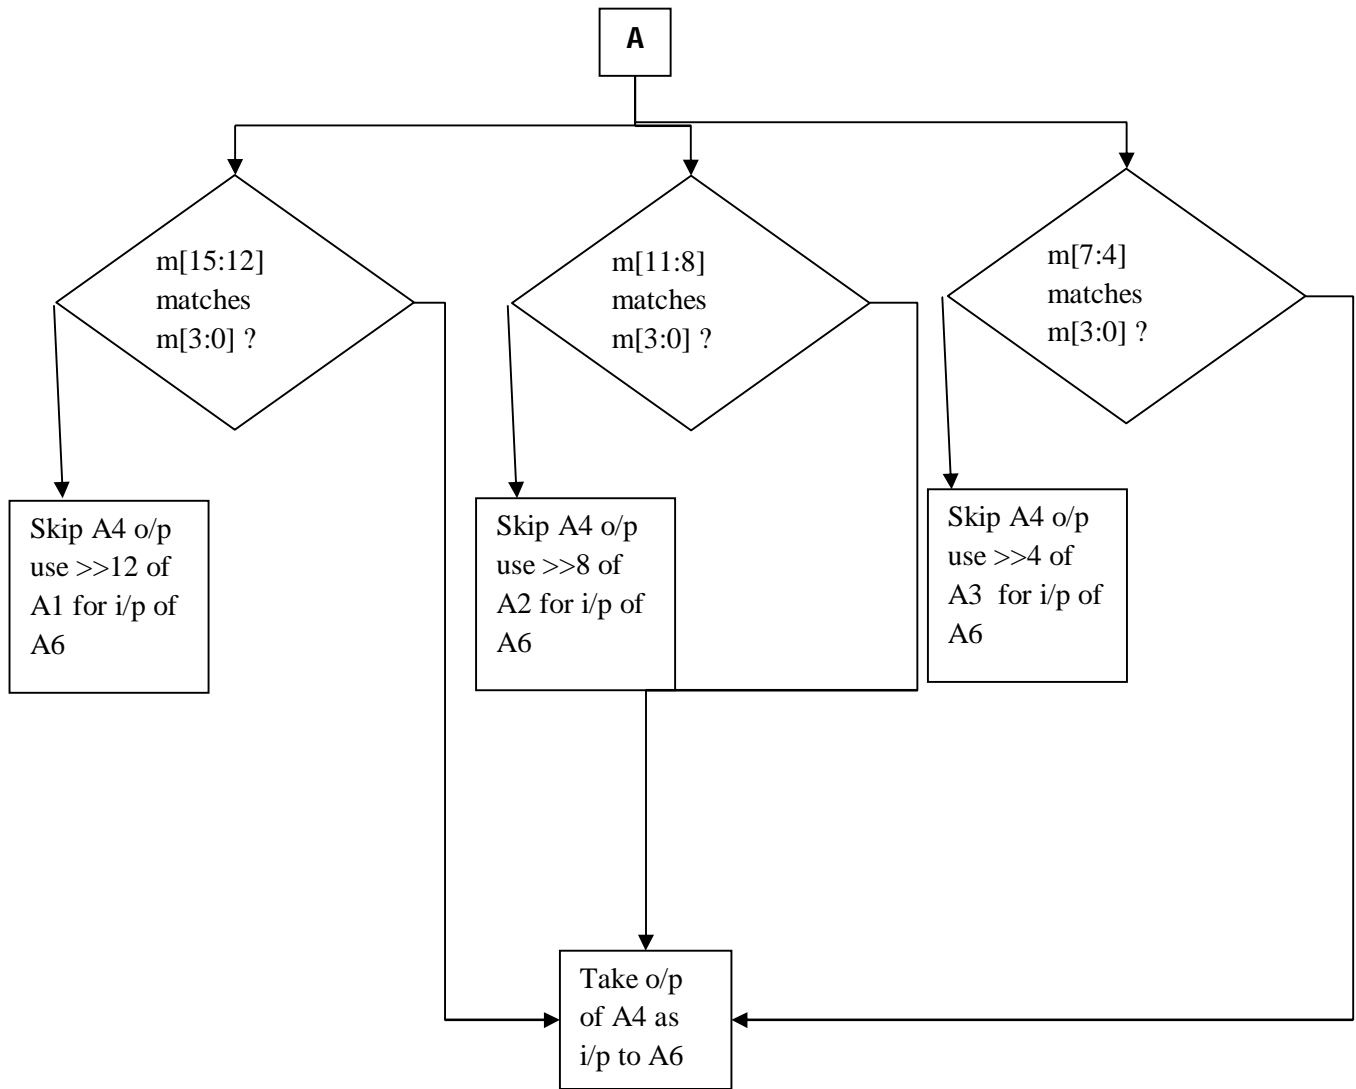 A
m[15:12]
matches
m[3:0] ?
m[11:8]
matches
m[3:0] ?
m[7:4]
matches
m[3:0] ?
Skip A4 o/p
use >>12 of
A1 for i/p of
A6
Skip A4 o/p
use >>8 of
A2 for i/p of
A6
Skip A4 o/p
use >>4 of
A3 for i/p of
A6
Take o/p
of A4 as
i/p to A6